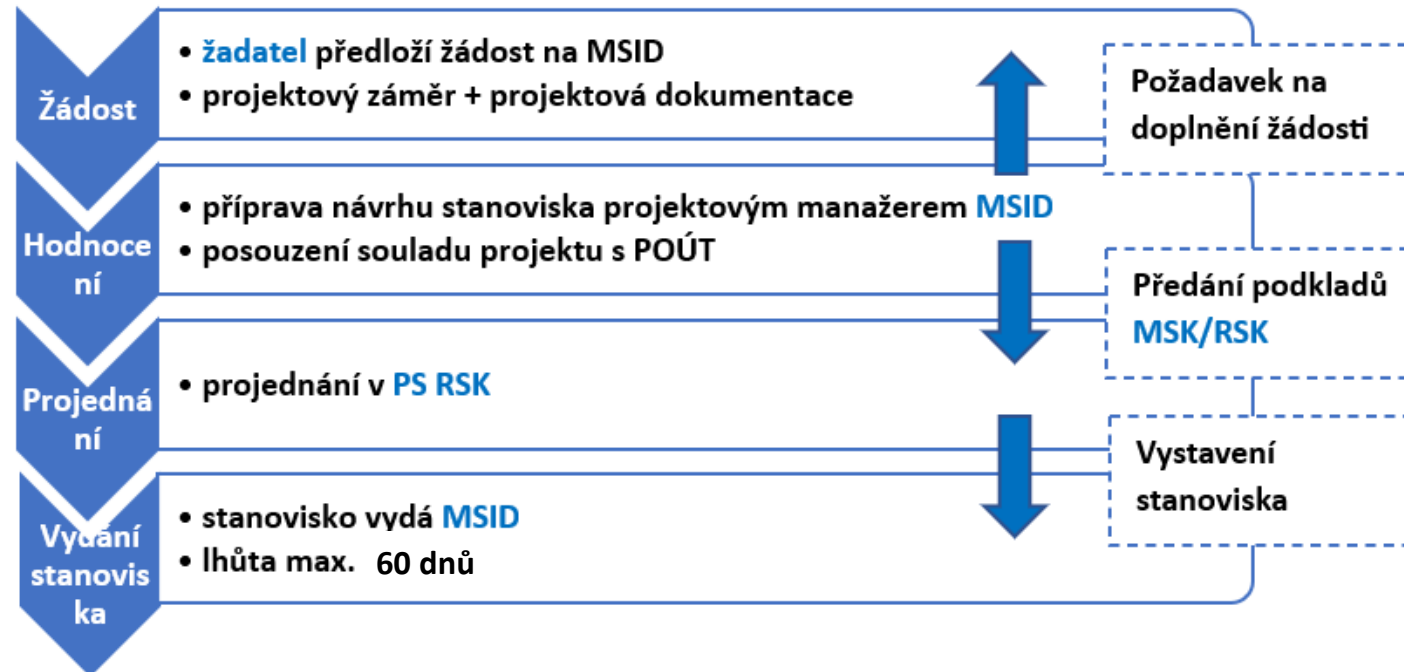 Žádost
• žadatel předloží žádost na MSID
• projektový záměr + projektová dokumentace
Požadavek na
doplnění žádosti
Hodnoce
ní
• příprava návrhu stanoviska projektovým manažerem MSID
• posouzení souladu projektu s POÚT
Předání podkladů
MSK/RSK
Projedná
ní
• projednání v PS RSK
Vystavení
stanoviska
Vydání
stanovis
ka
• stanovisko vydá MSID
• lhůta max. 60 dnů